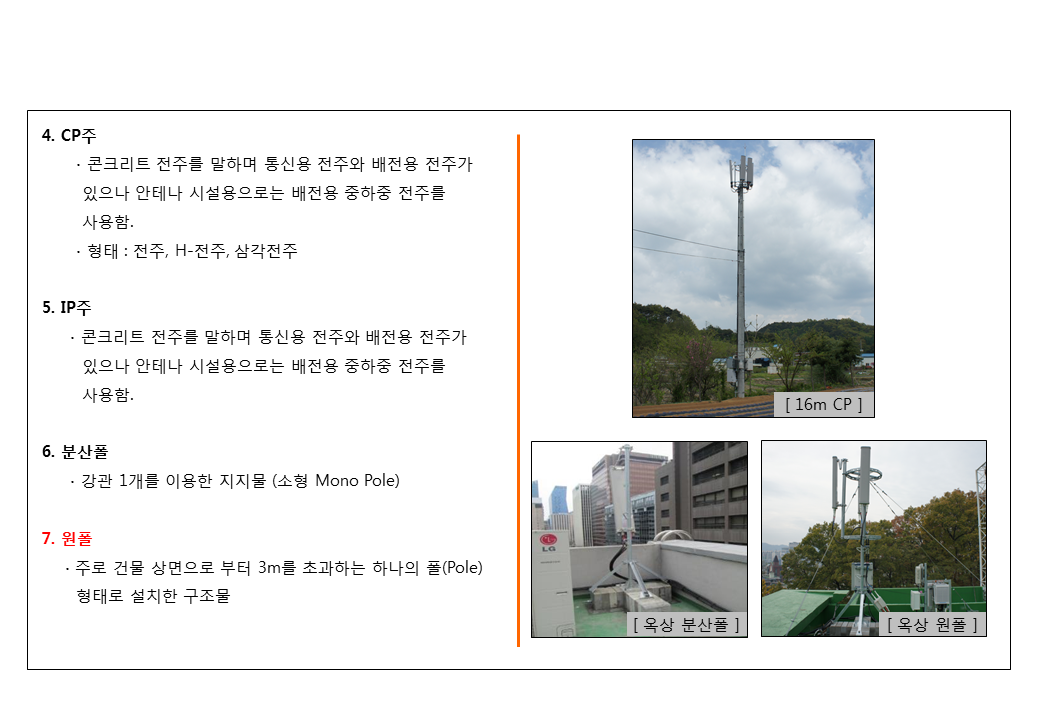 4. CP주
· 콘크리트 전주를 말하며 통신용 전주와 배전용 전주가
있으나 안테나 시설용으로는 배전용 중하중 전주를
사용함.
· 형태 : 전주, H-전주, 삼각전주
5. IP주
· 콘크리트 전주를 말하며 통신용 전주와 배전용 전주가
있으나 안테나 시설용으로는 배전용 중하중 전주를
사용함.
6. 분산폴
· 강관 1개를 이용한 지지물 (소형 Mono Pole)
7. 원폴
· 주로 건물 상면으로 부터 3m를 초과하는 하나의 폴(Pole)
형태로 설치한 구조물
[ 16m CP ]
LG
[ 옥상 분산폴 ]
[ 옥상 원폴 ]